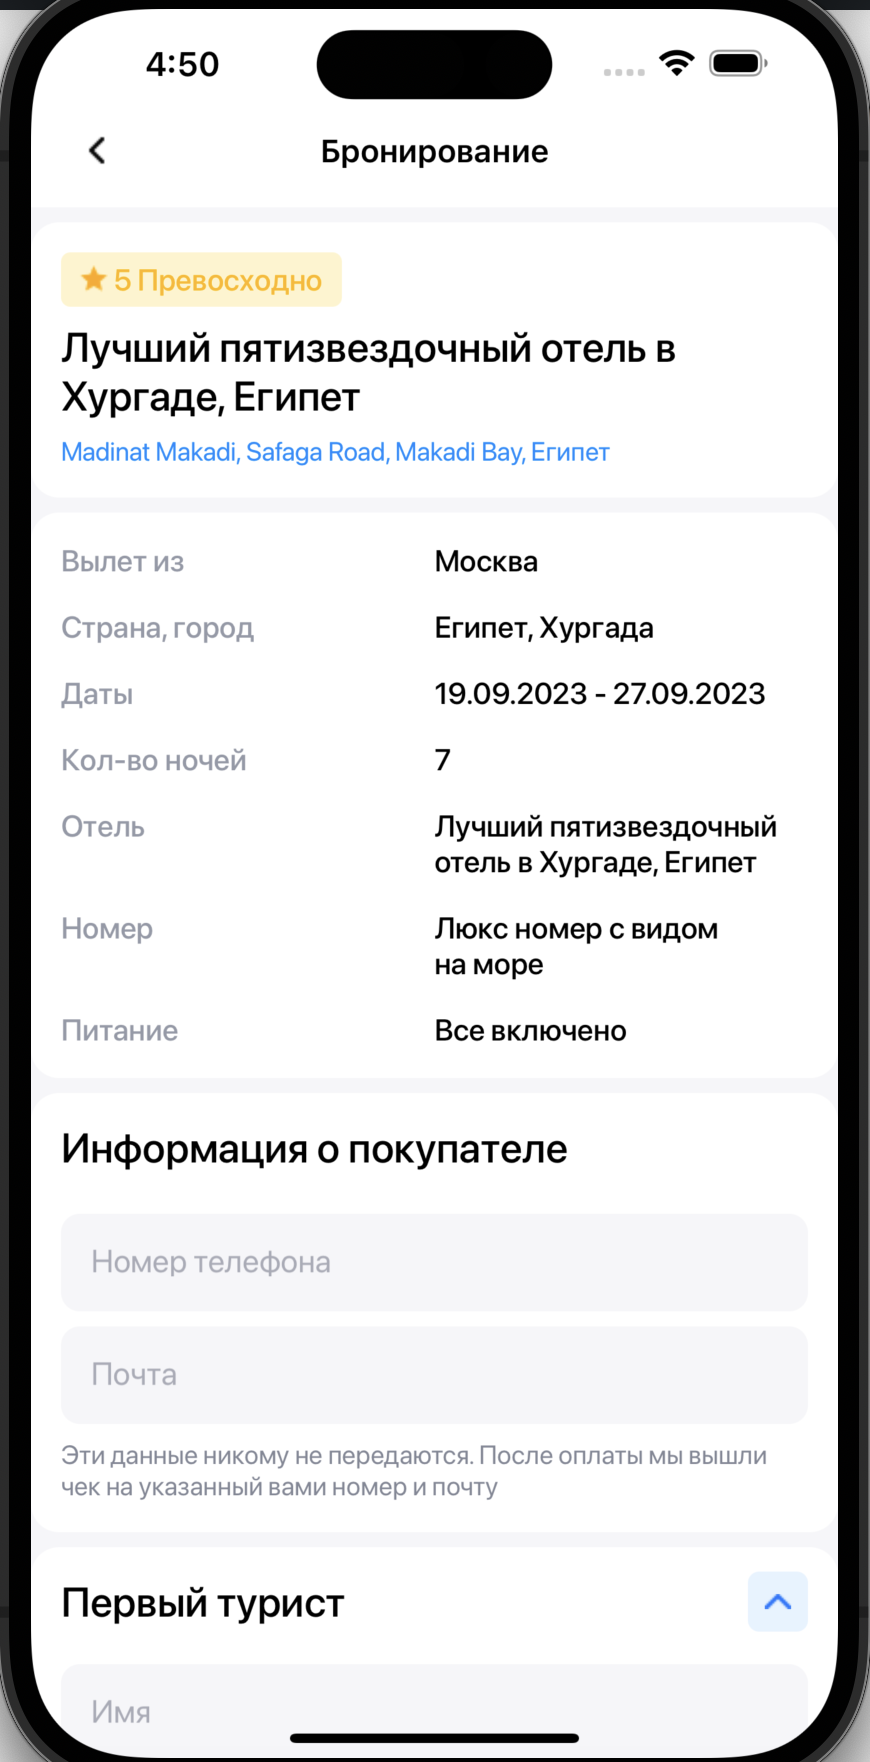 4:50
Бронирование
5 Превосходно
Лучший пятизвездочный отель в
Хургаде, Египет
Madinat Makadi, Safaga Road, Makadi Bay, Египет
Вылет из Москва
Страна, город Египет, Хургада
Даты 19.09.2023 - 27.09.2023
Кол-во ночей 7
Отель Лучший пятизвездочный
отель в Хургаде, Египет
Номер Люкс номер с видом
на море
Питание Все включено
Информация о покупателе
Номер телефона
Почта
Эти данные никому не передаются. После оплаты мы вышли
чек на указанный вами номер и почту
Первый турист
Имя